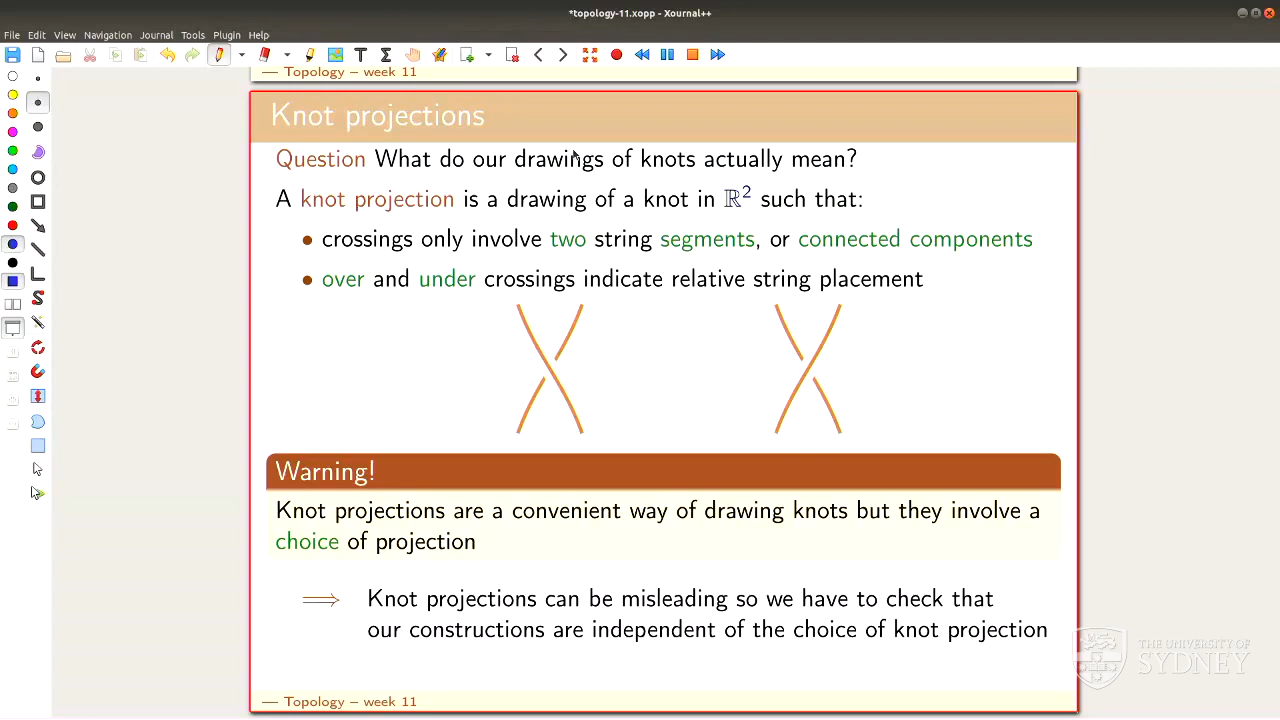 *topology-11.xopp - Xournal++
File Edit View Navigation Journal Tools Plugin Help
— Topology – week 11
Knot projections
Question What do our drawings of knots actually mean?
A knot projection is a drawing of a knot in ℝ² such that:
• crossings only involve two string segments, or connected components
• over and under crossings indicate relative string placement
Warning!
Knot projections are a convenient way of drawing knots but they involve a
choice of projection
⟹ Knot projections can be misleading so we have to check that
our constructions are independent of the choice of knot projection
THE UNIVERSITY OF
SYDNEY
— Topology – week 11